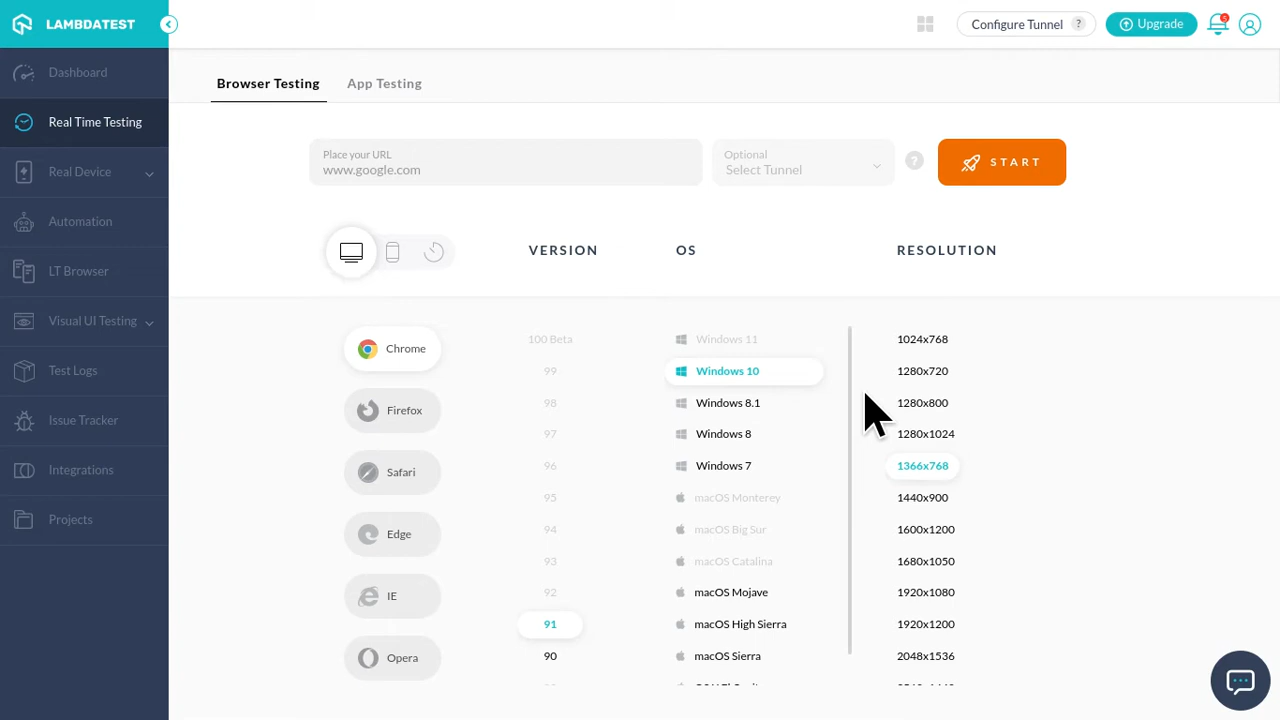 LAMBDATEST
Configure Tunnel ?
Upgrade
Dashboard
Real Time Testing
Real Device
Automation
LT Browser
Visual UI Testing
Test Logs
Issue Tracker
Integrations
Projects
Browser Testing
App Testing
Place your URL
www.google.com
Optional
Select Tunnel
?
START
VERSION
OS
RESOLUTION
Chrome
Firefox
Safari
Edge
IE
Opera
100 Beta
99
98
97
96
95
94
93
92
91
90
Windows 11
Windows 10
Windows 8.1
Windows 8
Windows 7
macOS Monterey
macOS Big Sur
macOS Catalina
macOS Mojave
macOS High Sierra
macOS Sierra
1024x768
1280x720
1280x800
1280x1024
1366x768
1440x900
1600x1200
1680x1050
1920x1080
1920x1200
2048x1536